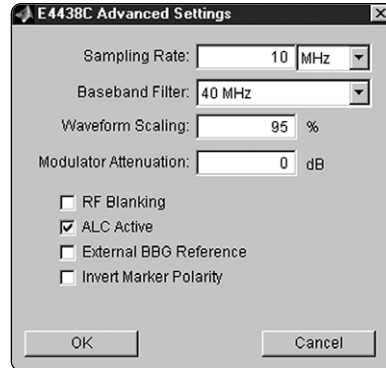 E4438C Advanced Settings
Sampling Rate: 10 MHz
Baseband Filter: 40 MHz
Waveform Scaling: 95 %
Modulator Attenuation: 0 dB
RF Blanking
ALC Active
External BBG Reference
Invert Marker Polarity
OK Cancel